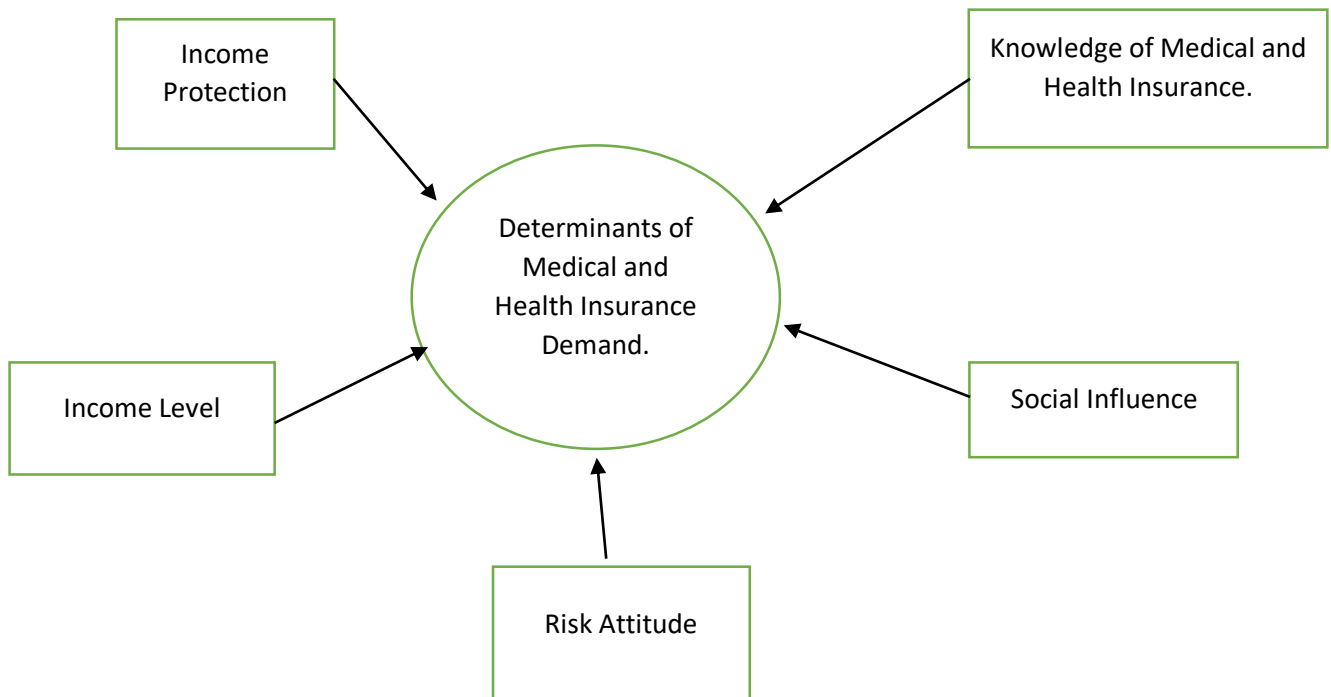 Income
Protection
Knowledge of Medical and
Health Insurance.
Determinants of
Medical and
Health Insurance
Demand.
Income Level
Social Influence
Risk Attitude